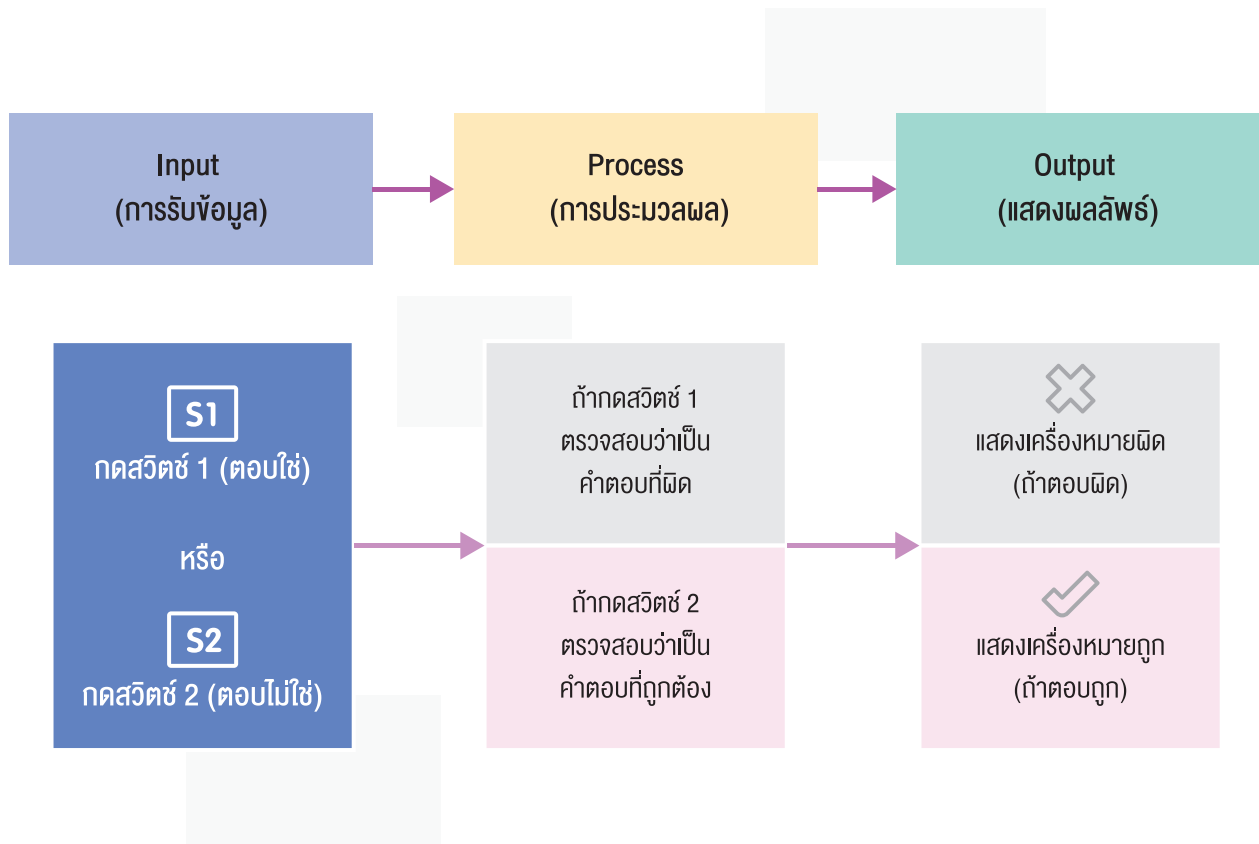 Input
(การรับข้อมูล)
Process
(การประมวลผล)
Output
(แสดงผลลัพธ์)
S1
กดสวิตช์ 1 (ตอบใช่)
หรือ
S2
กดสวิตช์ 2 (ตอบไม่ใช่)
ถ้ากดสวิตช์ 1
ตรวจสอบว่าเป็น
คำตอบที่ผิด
ถ้ากดสวิตช์ 2
ตรวจสอบว่าเป็น
คำตอบที่ถูกต้อง
แสดงเครื่องหมายผิด
(ถ้าตอบผิด)
แสดงเครื่องหมายถูก
(ถ้าตอบถูก)